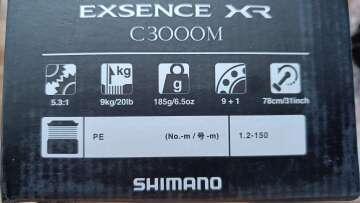 EXSENCE XR
C3000M
kg
g
5.3:1 9kg/20lb 185g/6.5oz 9 + 1 78cm/31inch
PE (No.-m / 号 -m) 1.2-150
SHIMANO